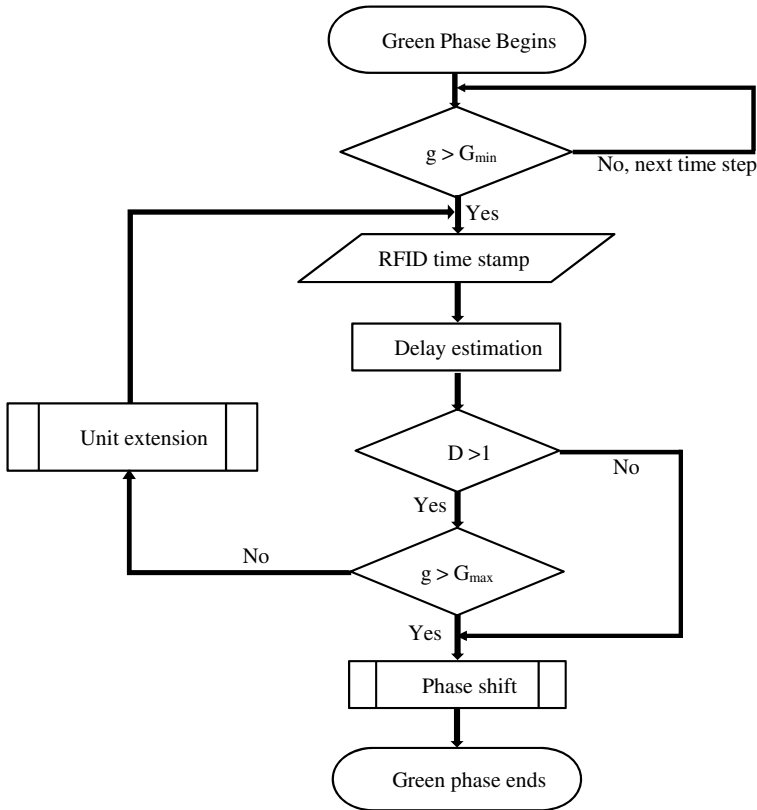 Green Phase Begins
g > Gmin
No, next time step
Yes
RFID time stamp
Delay estimation
Unit extension
D >1
No
Yes
No
g > Gmax
Yes
Phase shift
Green phase ends